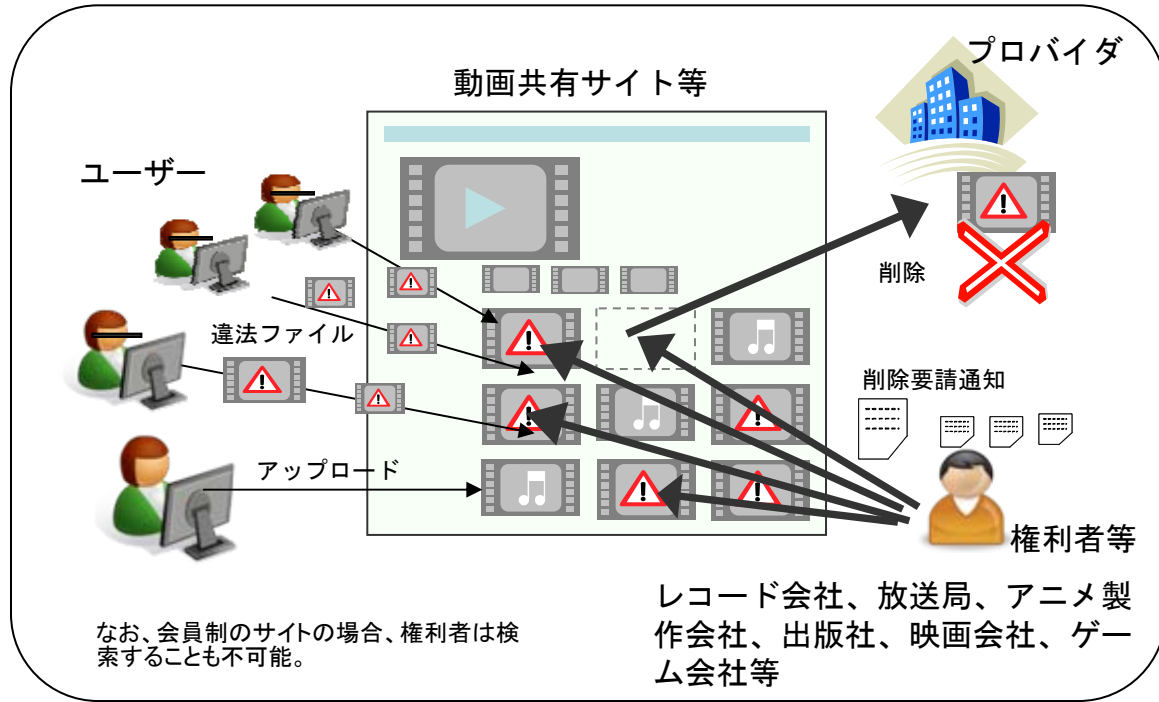 プロバイダ
動画共有サイト等
ユーザー
削除
違法ファイル
削除要請通知
アップロード
権利者等
レコード会社、放送局、アニメ製
作会社、出版社、映画会社、ゲー
ム会社等
なお、会員制のサイトの場合、権利者は検
索することも不可能。